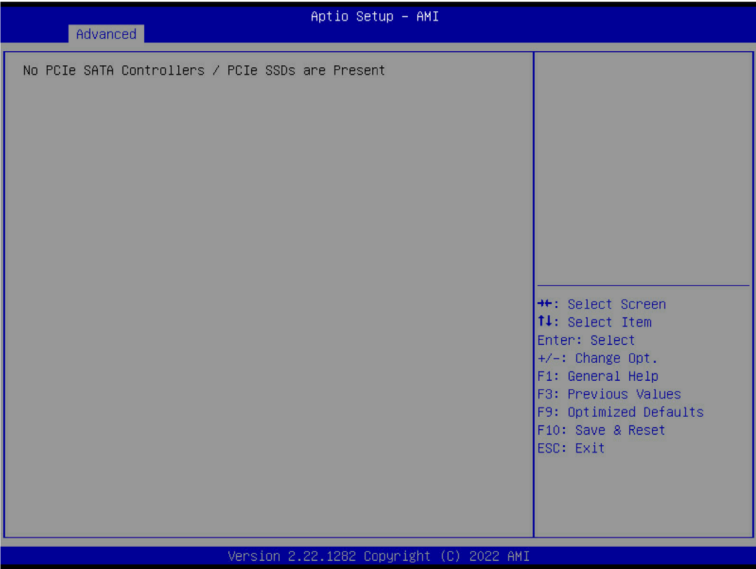 Aptio Setup – AMI
Advanced
No PCIe SATA Controllers / PCIe SSDs are Present
→←: Select Screen
↑↓: Select Item
Enter: Select
+/-: Change Opt.
F1: General Help
F3: Previous Values
F9: Optimized Defaults
F10: Save & Reset
ESC: Exit
Version 2.22.1282 Copyright (C) 2022 AMI